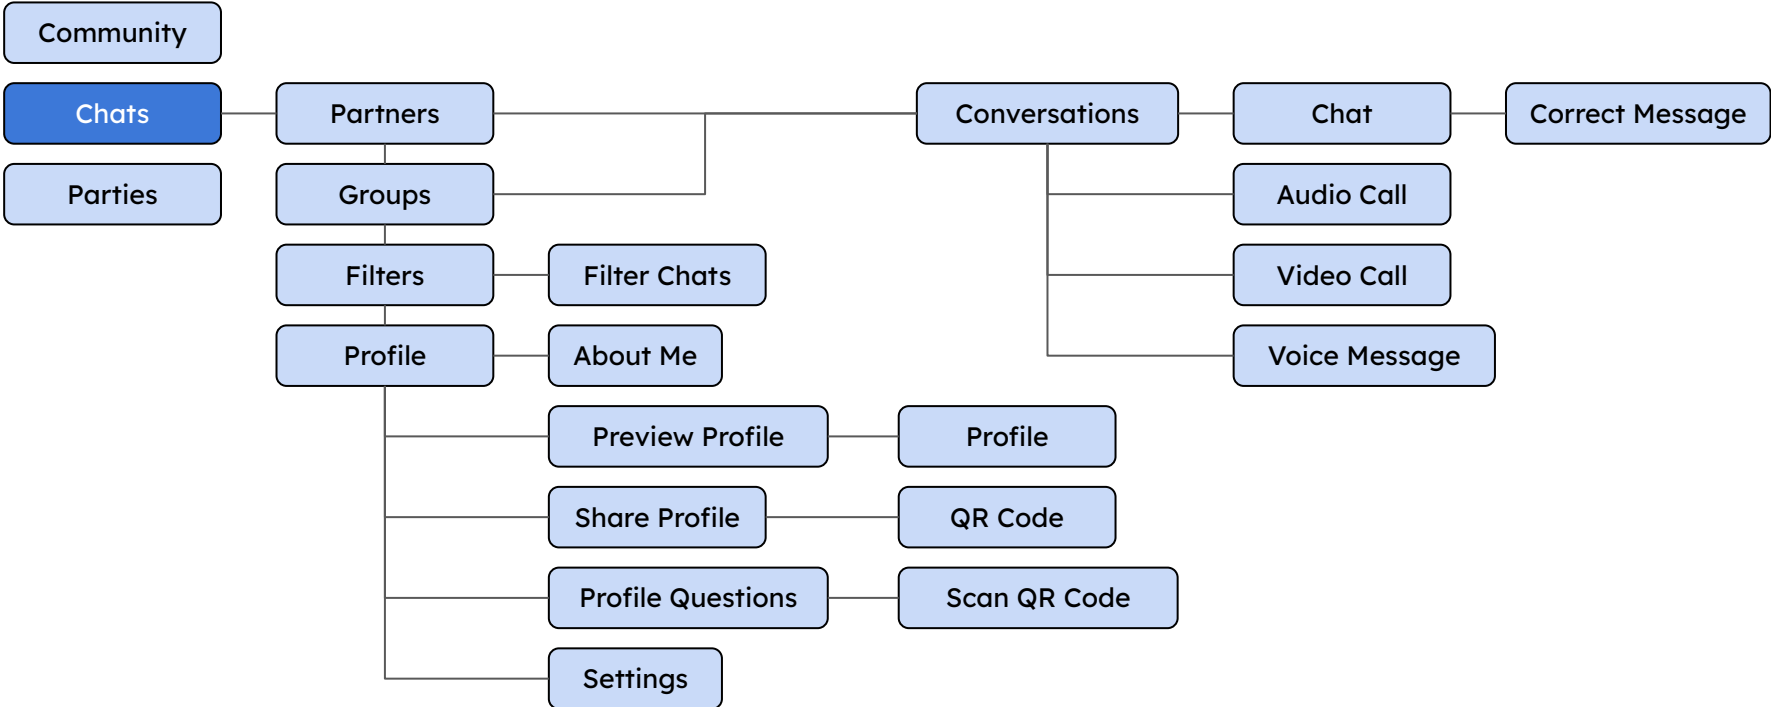 Community
Chats
Partners
Conversations
Chat
Correct Message
Parties
Groups
Audio Call
Filters
Filter Chats
Video Call
Profile
About Me
Voice Message
Preview Profile
Profile
Share Profile
QR Code
Profile Questions
Scan QR Code
Settings